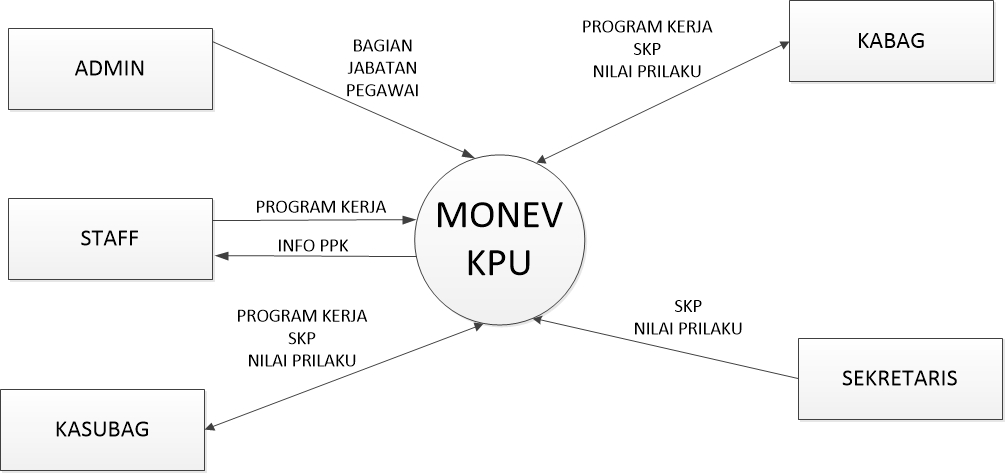 ADMIN
BAGIAN
JABATAN
PEGAWAI
PROGRAM KERJA
SKP
NILAI PRILAKU
KABAG
STAFF
PROGRAM KERJA
INFO PPK
MONEV
KPU
PROGRAM KERJA
SKP
NILAI PRILAKU
KASUBAG
SKP
NILAI PRILAKU
SEKRETARIS